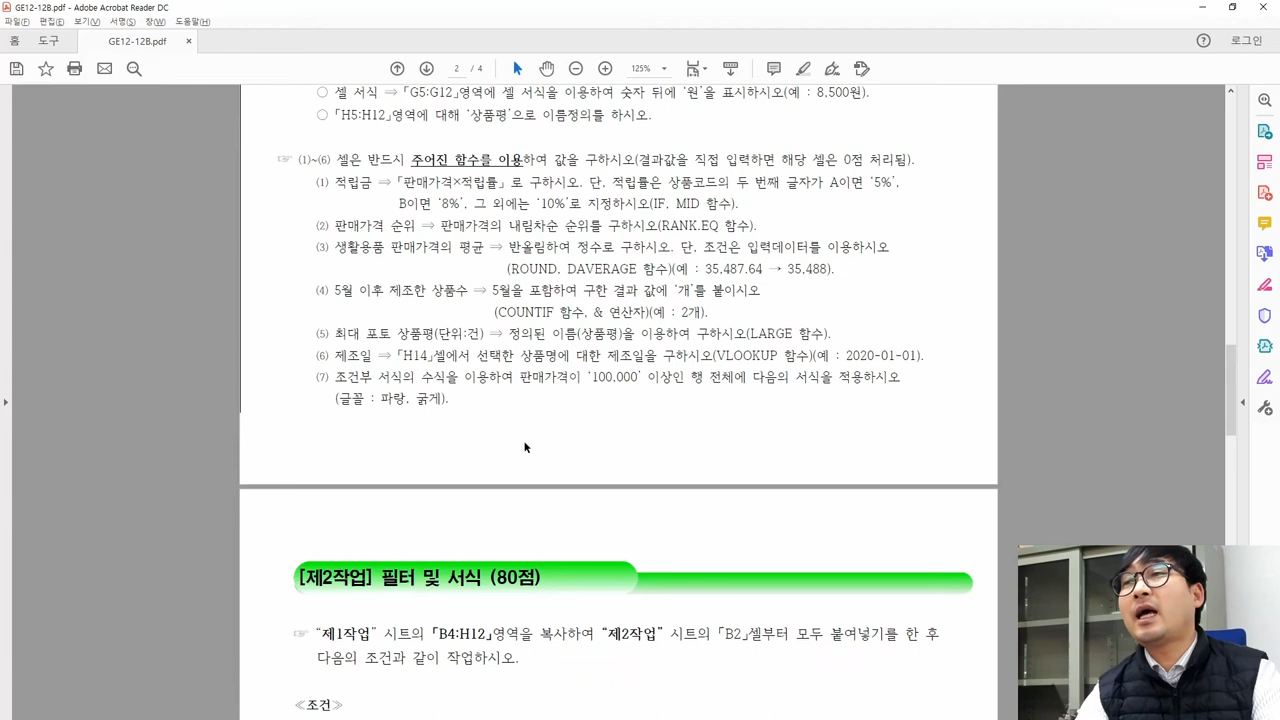 GE12-12B.pdf - Adobe Acrobat Reader DC
파일(F) 편집(E) 보기(V) 서명(S) 창(W) 도움말(H)
홈 도구 GE12-12B.pdf × 로그인
2 / 4 125%
○ 셀 서식 ⇒「G5:G12」영역에 셀 서식을 이용하여 숫자 뒤에 '원'을 표시하시오(예 : 8,500원).
○「H5:H12」영역에 대해 '상품평'으로 이름정의를 하시오.
☞ ⑴~⑹ 셀은 반드시 주어진 함수를 이용하여 값을 구하시오(결과값을 직접 입력하면 해당 셀은 0점 처리됨).
⑴ 적립금 ⇒「판매가격×적립률」로 구하시오. 단, 적립률은 상품코드의 두 번째 글자가 A이면 '5%',
B이면 '8%', 그 외에는 '10%'로 지정하시오(IF, MID 함수).
⑵ 판매가격 순위 ⇒ 판매가격의 내림차순 순위를 구하시오(RANK.EQ 함수).
⑶ 생활용품 판매가격의 평균 ⇒ 반올림하여 정수로 구하시오. 단, 조건은 입력데이터를 이용하시오
(ROUND, DAVERAGE 함수)(예 : 35,487.64 → 35,488).
⑷ 5월 이후 제조한 상품수 ⇒ 5월을 포함하여 구한 결과 값에 '개'를 붙이시오
(COUNTIF 함수, & 연산자)(예 : 2개).
⑸ 최대 포토 상품평(단위:건) ⇒ 정의된 이름(상품평)을 이용하여 구하시오(LARGE 함수).
⑹ 제조일 ⇒「H14」셀에서 선택한 상품명에 대한 제조일을 구하시오(VLOOKUP 함수)(예 : 2020-01-01).
⑺ 조건부 서식의 수식을 이용하여 판매가격이 '100,000' 이상인 행 전체에 다음의 서식을 적용하시오
(글꼴 : 파랑, 굵게).
[제2작업] 필터 및 서식 (80점)
☞ "제1작업" 시트의 「B4:H12」영역을 복사하여 "제2작업" 시트의 「B2」셀부터 모두 붙여넣기를 한 후
다음의 조건과 같이 작업하시오.
≪조건≫